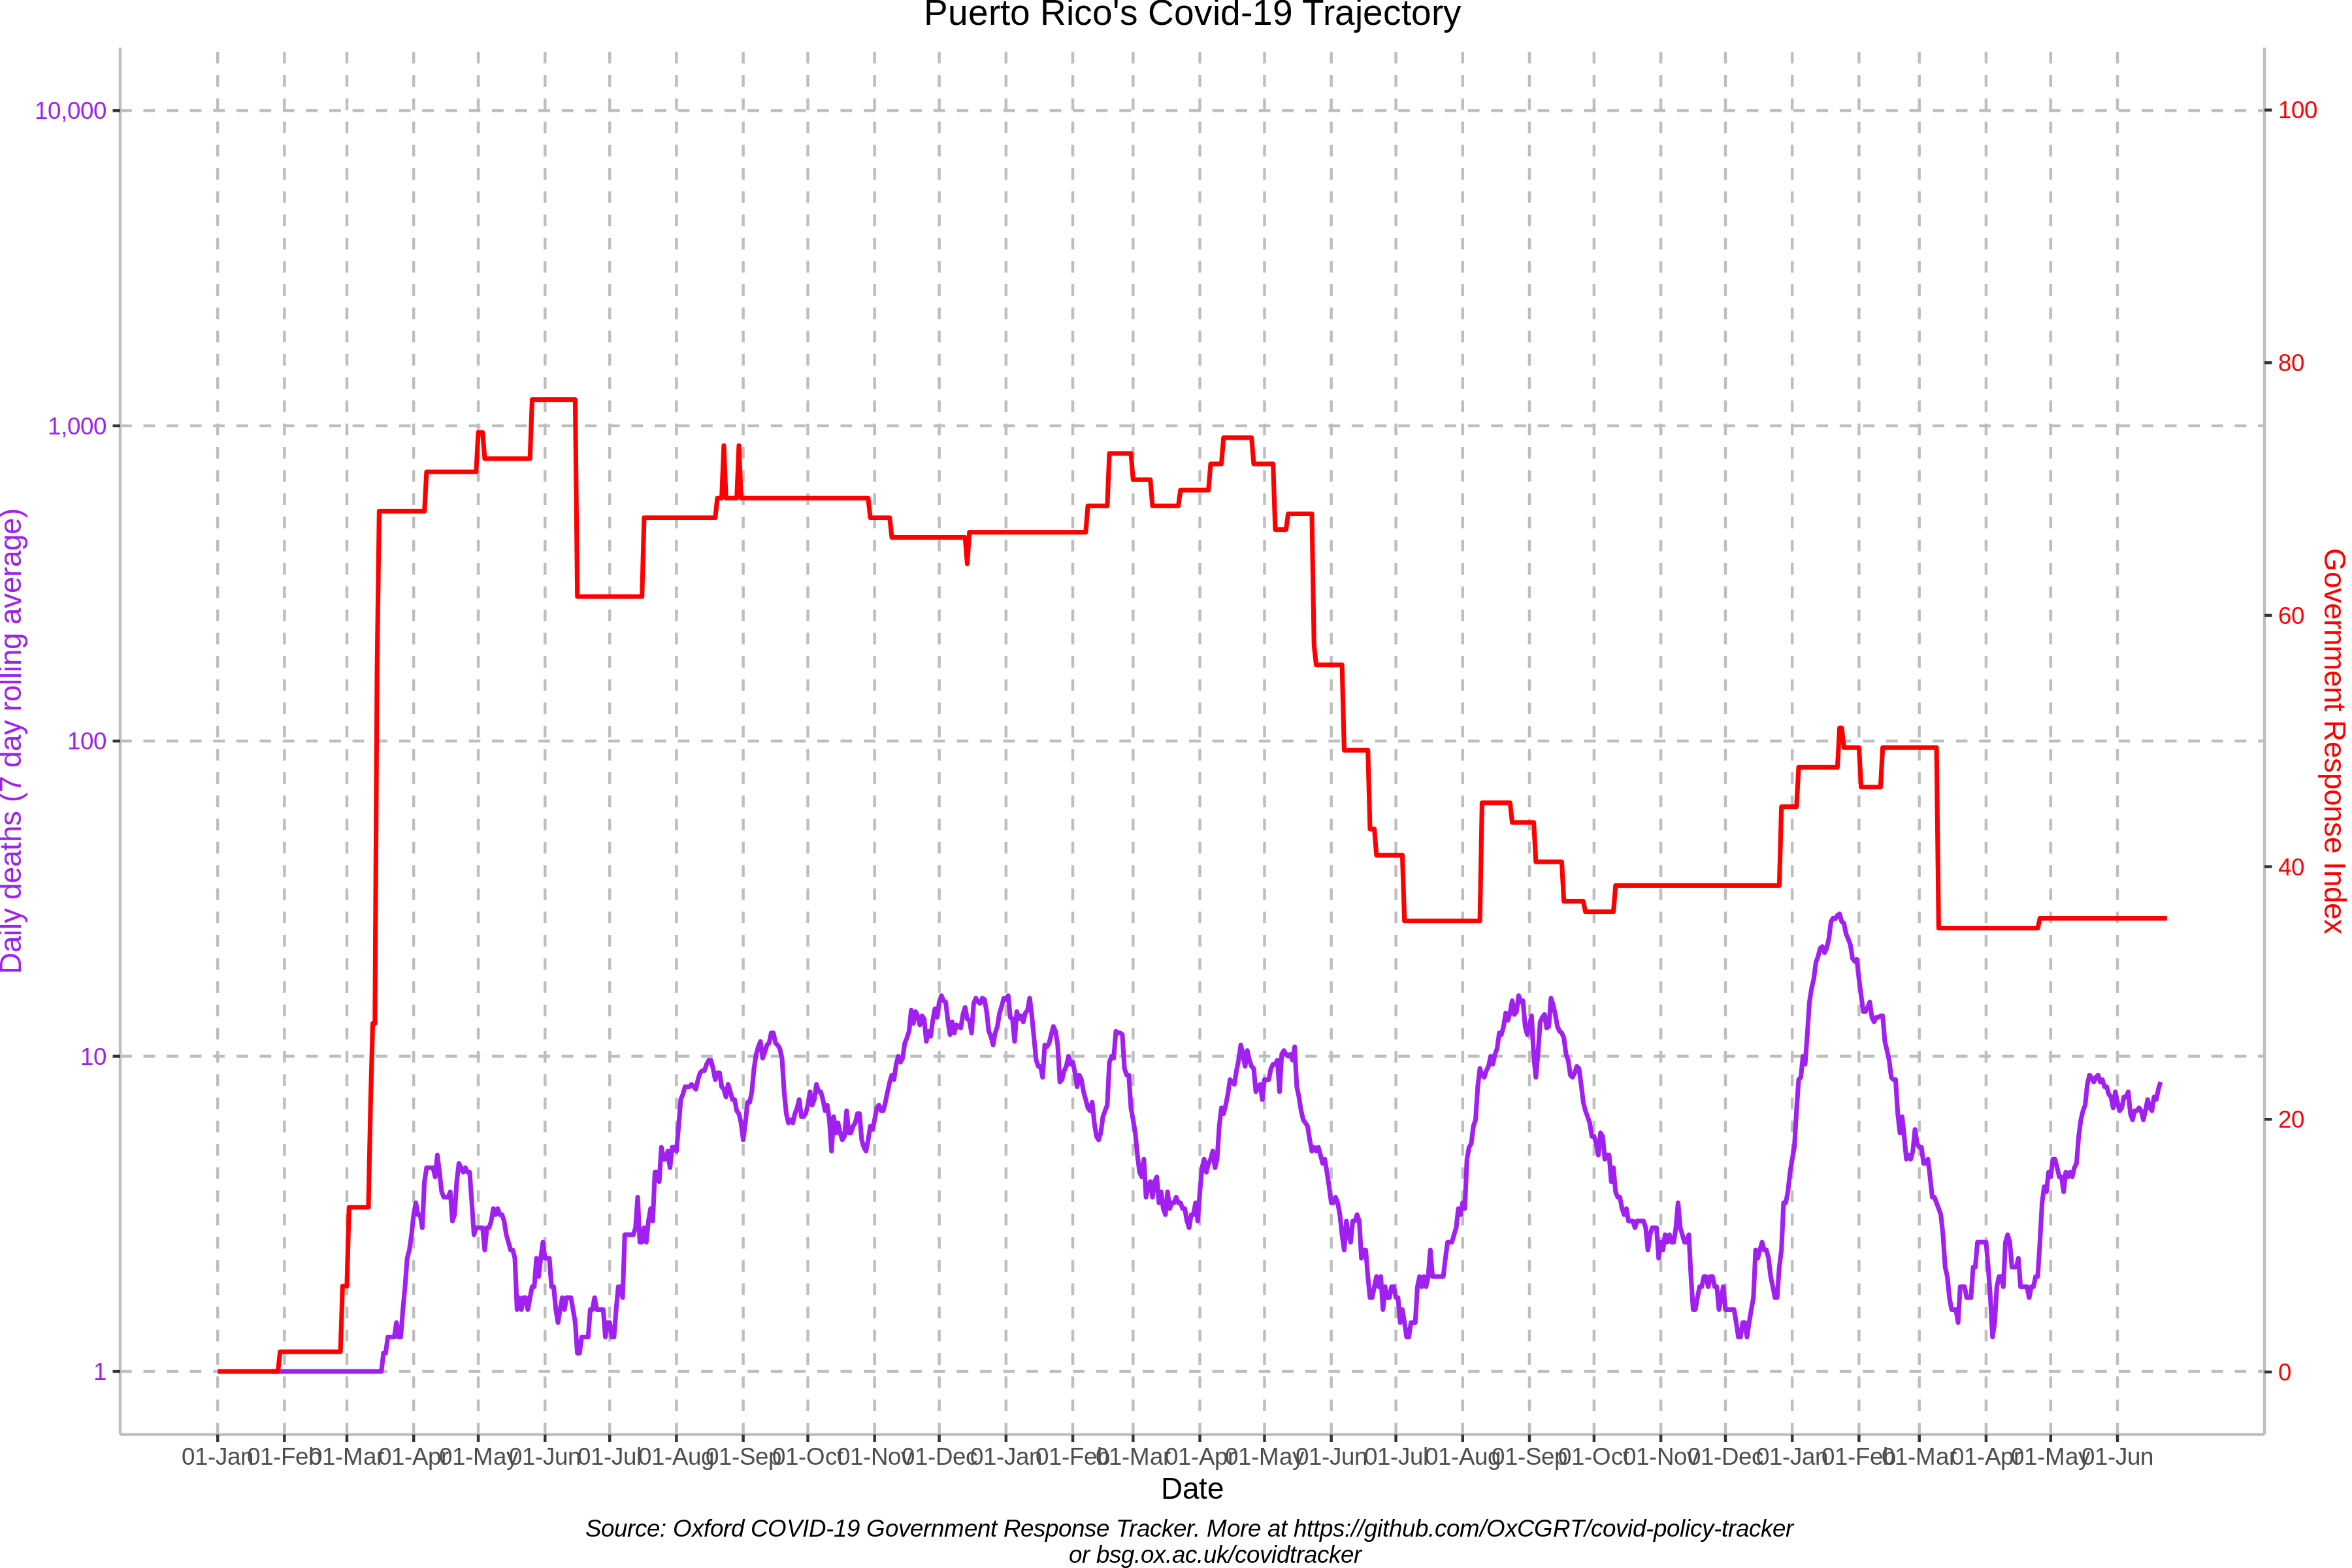 Puerto Rico's Covid-19 Trajectory
10,000
1,000
100
10
1
Daily deaths (7 day rolling average)
100
80
60
40
20
0
Government Response Index
01-Jan 01-Feb 01-Mar 01-Apr 01-May 01-Jun 01-Jul 01-Aug 01-Sep 01-Oct 01-Nov 01-Dec 01-Jan 01-Feb 01-Mar 01-Apr 01-May 01-Jun 01-Jul 01-Aug 01-Sep 01-Oct 01-Nov 01-Dec 01-Jan 01-Feb 01-Mar 01-Apr 01-May 01-Jun
Date
Source: Oxford COVID-19 Government Response Tracker. More at https://github.com/OxCGRT/covid-policy-tracker
or bsg.ox.ac.uk/covidtracker